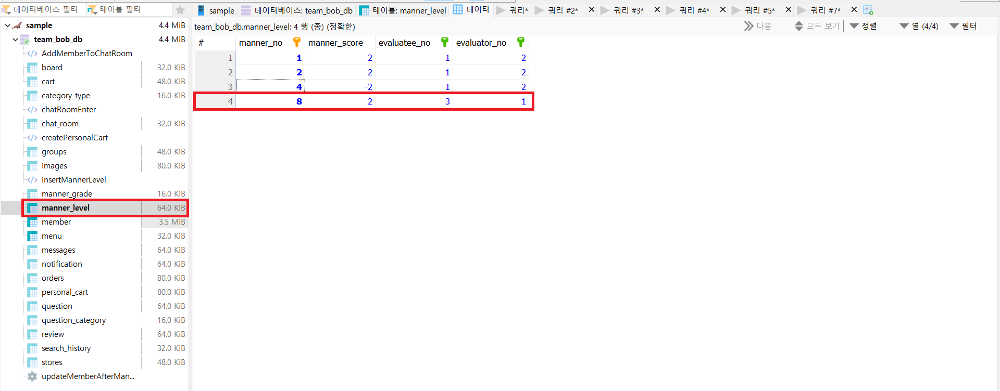 데이터베이스 필터 테이블 필터
sample 데이터베이스: team_bob_db 테이블: manner_level 데이터 쿼리* 쿼리 #2* 쿼리 #3* 쿼리 #4* 쿼리 #5* 쿼리 #7*
sample 4.4 MiB
team_bob_db 4.4 MiB
AddMemberToChatRoom
board 32.0 KiB
cart 48.0 KiB
category_type 16.0 KiB
chatRoomEnter
chat_room 32.0 KiB
createPersonalCart
groups 48.0 KiB
images 80.0 KiB
insertMannerLevel
manner_grade 16.0 KiB
manner_level 64.0 KiB
member 3.5 MiB
menu 32.0 KiB
messages 64.0 KiB
notification 64.0 KiB
orders 80.0 KiB
personal_cart 80.0 KiB
question 64.0 KiB
question_category 16.0 KiB
review 64.0 KiB
search_history 32.0 KiB
stores 48.0 KiB
updateMemberAfterMan...
team_bob_db.manner_level: 4 행 (총) (정확한) 다음 모두 보기 정렬 열 (4/4) 필터
# manner_no manner_score evaluatee_no evaluator_no
1 1 -2 1 2
2 2 2 1 2
3 4 -2 1 2
4 8 2 3 1